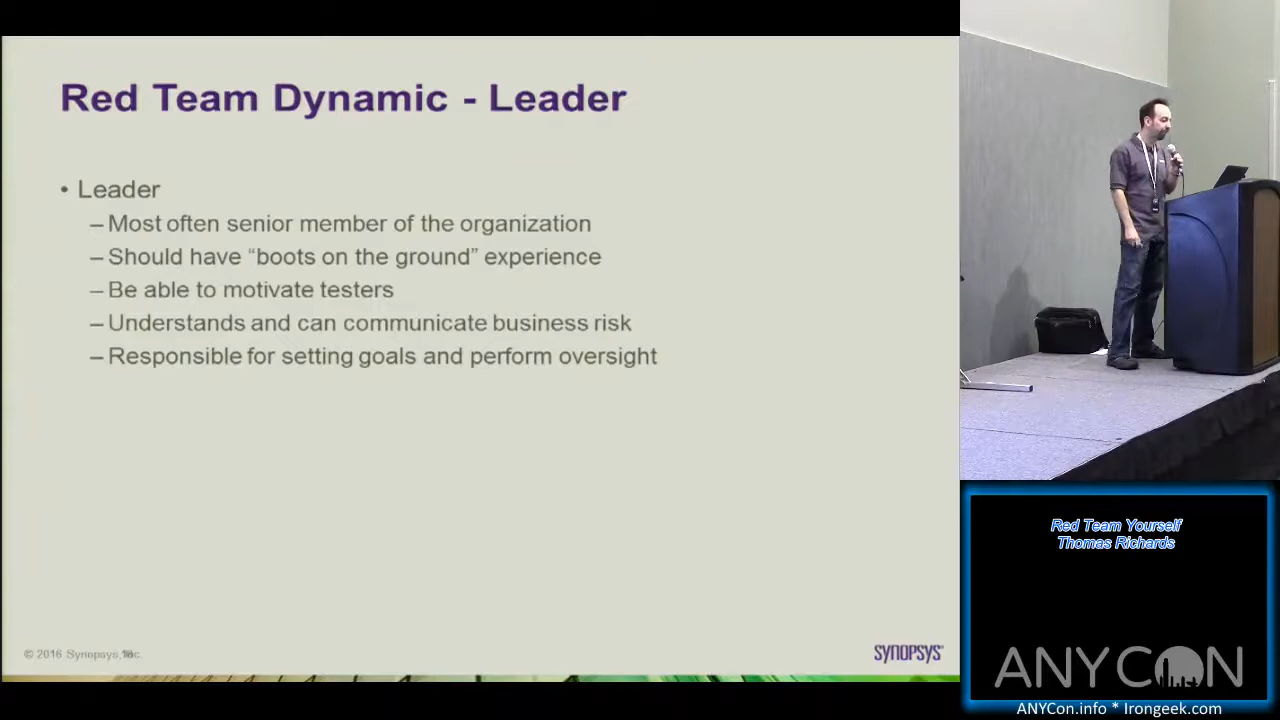 Red Team Dynamic - Leader
• Leader
– Most often senior member of the organization
– Should have “boots on the ground” experience
– Be able to motivate testers
– Understands and can communicate business risk
– Responsible for setting goals and perform oversight
© 2016 Synopsys, Inc.
SYNOPSYS
Red Team Yourself
Thomas Richards
ANYCON
ANYCon.info * Irongeek.com